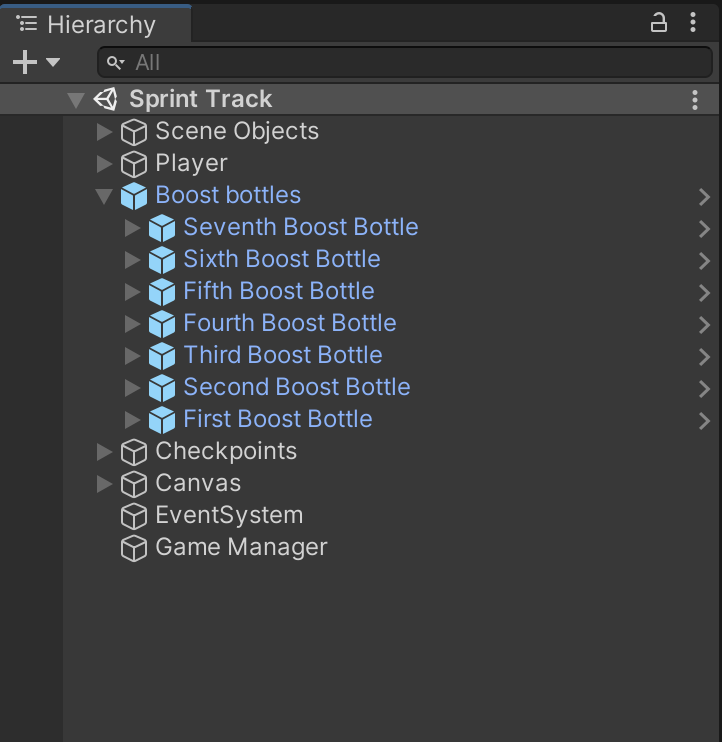 Hierarchy
All
Sprint Track
Scene Objects
Player
Boost bottles
Seventh Boost Bottle
Sixth Boost Bottle
Fifth Boost Bottle
Fourth Boost Bottle
Third Boost Bottle
Second Boost Bottle
First Boost Bottle
Checkpoints
Canvas
EventSystem
Game Manager